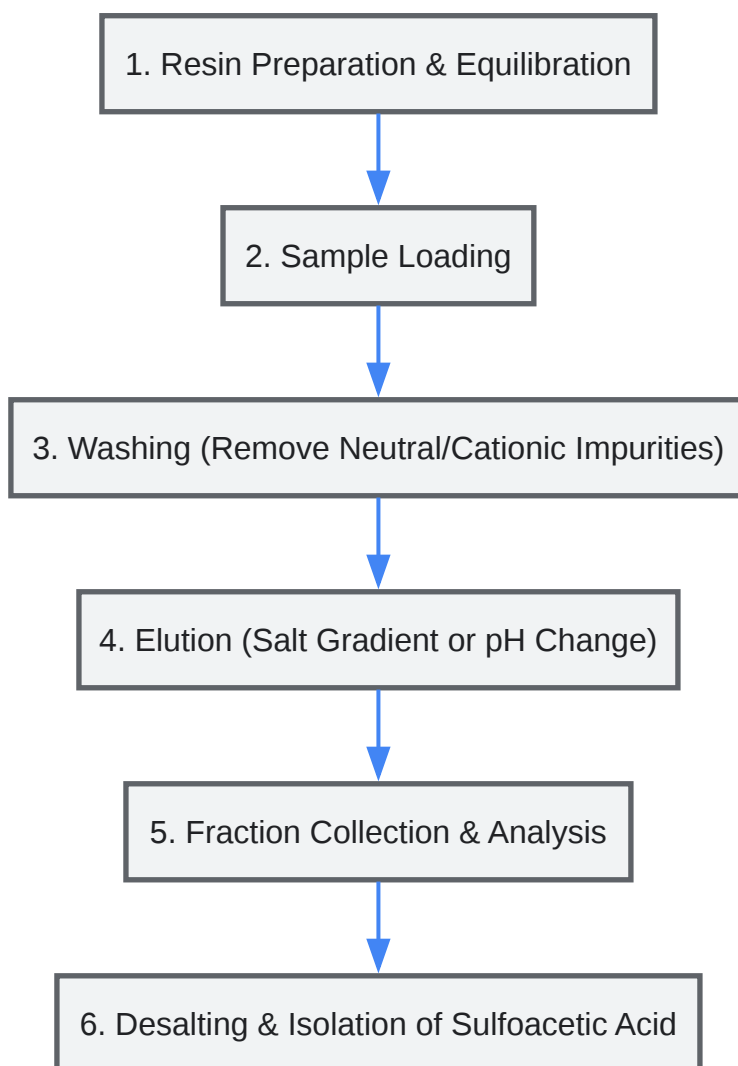 1. Resin Preparation & Equilibration
2. Sample Loading
3. Washing (Remove Neutral/Cationic Impurities)
4. Elution (Salt Gradient or pH Change)
5. Fraction Collection & Analysis
6. Desalting & Isolation of Sulfoacetic Acid